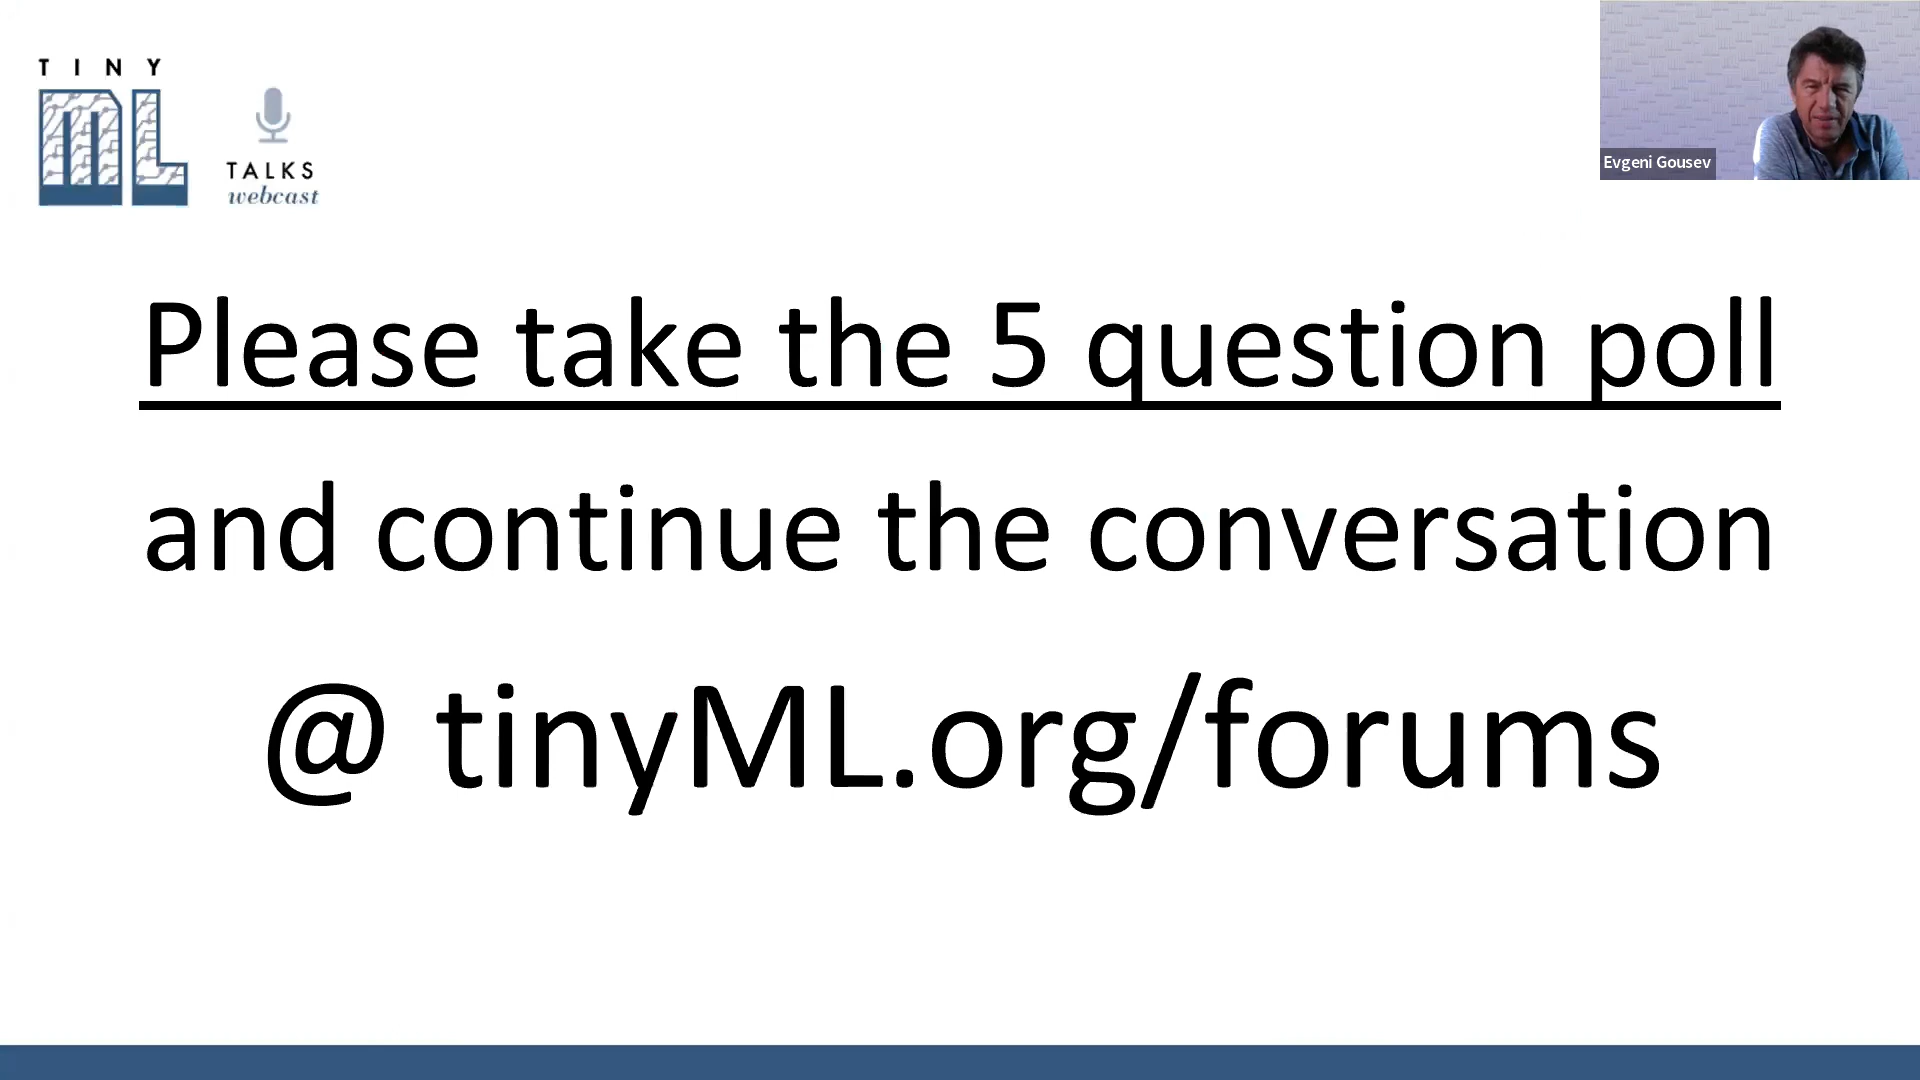 TINY
ML
TALKS
webcast
Evgeni Gousev
Please take the 5 question poll
and continue the conversation
@ tinyML.org/forums